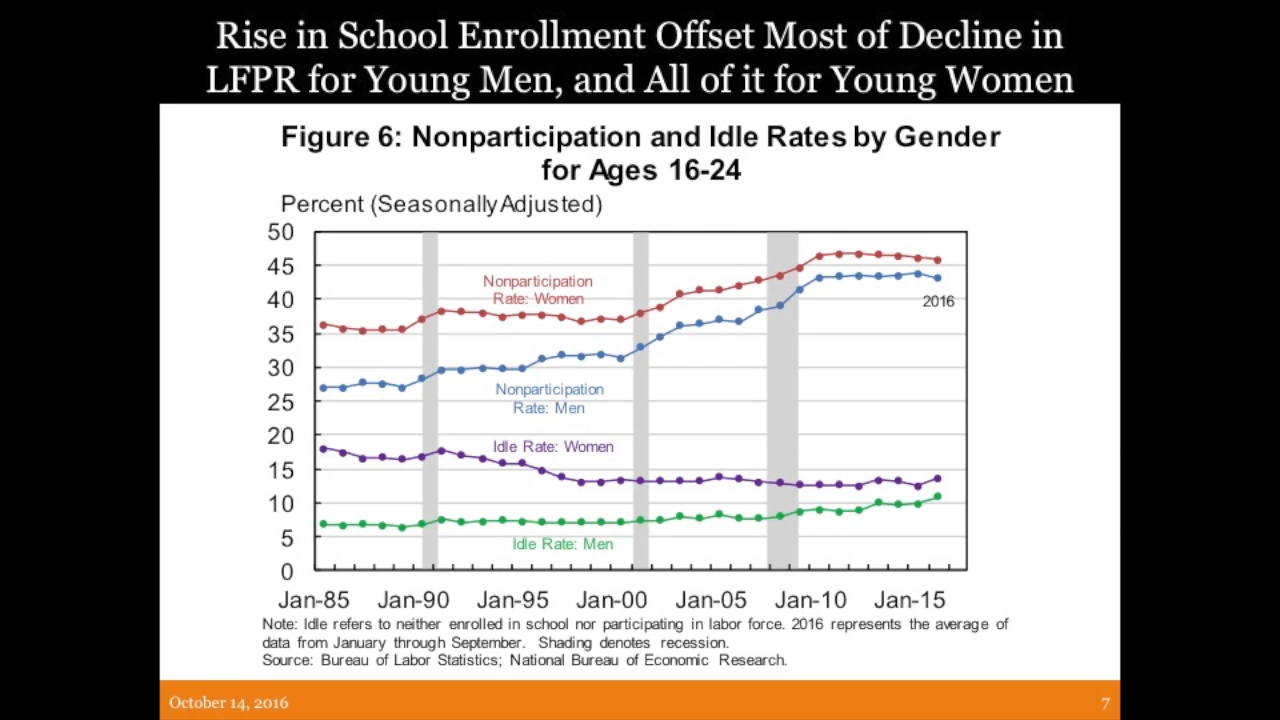 Rise in School Enrollment Offset Most of Decline in
LFPR for Young Men, and All of it for Young Women
Figure 6: Nonparticipation and Idle Rates by Gender
for Ages 16-24
Percent (Seasonally Adjusted)
50
45
40
35
30
25
20
15
10
5
0
Nonparticipation
Rate: Women
2016
Nonparticipation
Rate: Men
Idle Rate: Women
Idle Rate: Men
Jan-85 Jan-90 Jan-95 Jan-00 Jan-05 Jan-10 Jan-15
Note: Idle refers to neither enrolled in school nor participating in labor force. 2016 represents the average of
data from January through September. Shading denotes recession.
Source: Bureau of Labor Statistics; National Bureau of Economic Research.
October 14, 2016 7